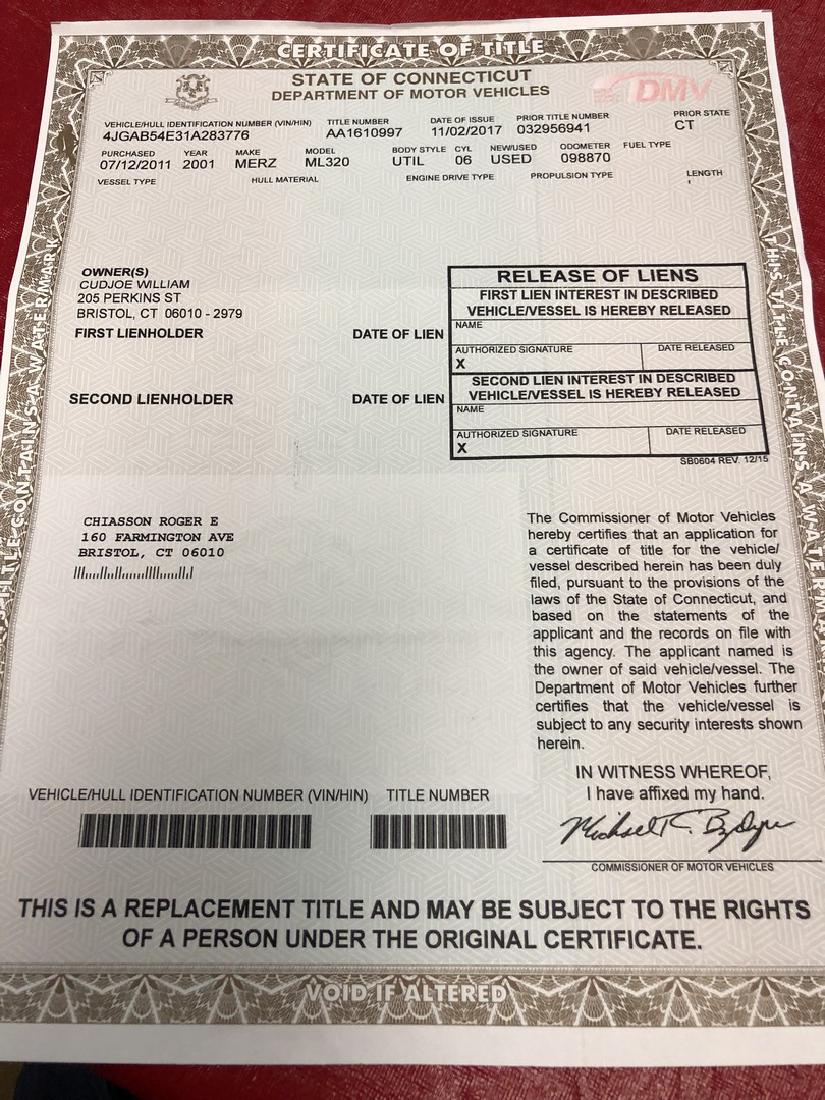 CERTIFICATE OF TITLE
STATE OF CONNECTICUT
DEPARTMENT OF MOTOR VEHICLES
DMV
VEHICLE/HULL IDENTIFICATION NUMBER (VIN/HIN) TITLE NUMBER DATE OF ISSUE PRIOR TITLE NUMBER PRIOR STATE
4JGAB54E31A283776 AA1610997 11/02/2017 032956941 CT
PURCHASED YEAR MAKE MODEL BODY STYLE CYL NEW/USED ODOMETER FUEL TYPE
07/12/2011 2001 MERZ ML320 UTIL 06 USED 098870
VESSEL TYPE HULL MATERIAL ENGINE DRIVE TYPE PROPULSION TYPE LENGTH
'
OWNER(S)
CUDJOE WILLIAM
205 PERKINS ST
BRISTOL, CT 06010 - 2979
FIRST LIENHOLDER DATE OF LIEN
SECOND LIENHOLDER DATE OF LIEN
RELEASE OF LIENS
FIRST LIEN INTEREST IN DESCRIBED
VEHICLE/VESSEL IS HEREBY RELEASED
NAME
AUTHORIZED SIGNATURE DATE RELEASED
X
SECOND LIEN INTEREST IN DESCRIBED
VEHICLE/VESSEL IS HEREBY RELEASED
NAME
AUTHORIZED SIGNATURE DATE RELEASED
X
SB0604 REV. 12/15
CHIASSON ROGER E
160 FARMINGTON AVE
BRISTOL, CT 06010
The Commissioner of Motor Vehicles
hereby certifies that an application for
a certificate of title for the vehicle/
vessel described herein has been duly
filed, pursuant to the provisions of the
laws of the State of Connecticut, and
based on the statements of the
applicant and the records on file with
this agency. The applicant named is
the owner of said vehicle/vessel. The
Department of Motor Vehicles further
certifies that the vehicle/vessel is
subject to any security interests shown
herein.
IN WITNESS WHEREOF,
I have affixed my hand.
COMMISSIONER OF MOTOR VEHICLES
VEHICLE/HULL IDENTIFICATION NUMBER (VIN/HIN) TITLE NUMBER
THIS IS A REPLACEMENT TITLE AND MAY BE SUBJECT TO THE RIGHTS
OF A PERSON UNDER THE ORIGINAL CERTIFICATE.
VOID IF ALTERED
TITLE CONTAINS A WATERMARK
THIS TITLE CONTAINS A WATERMA